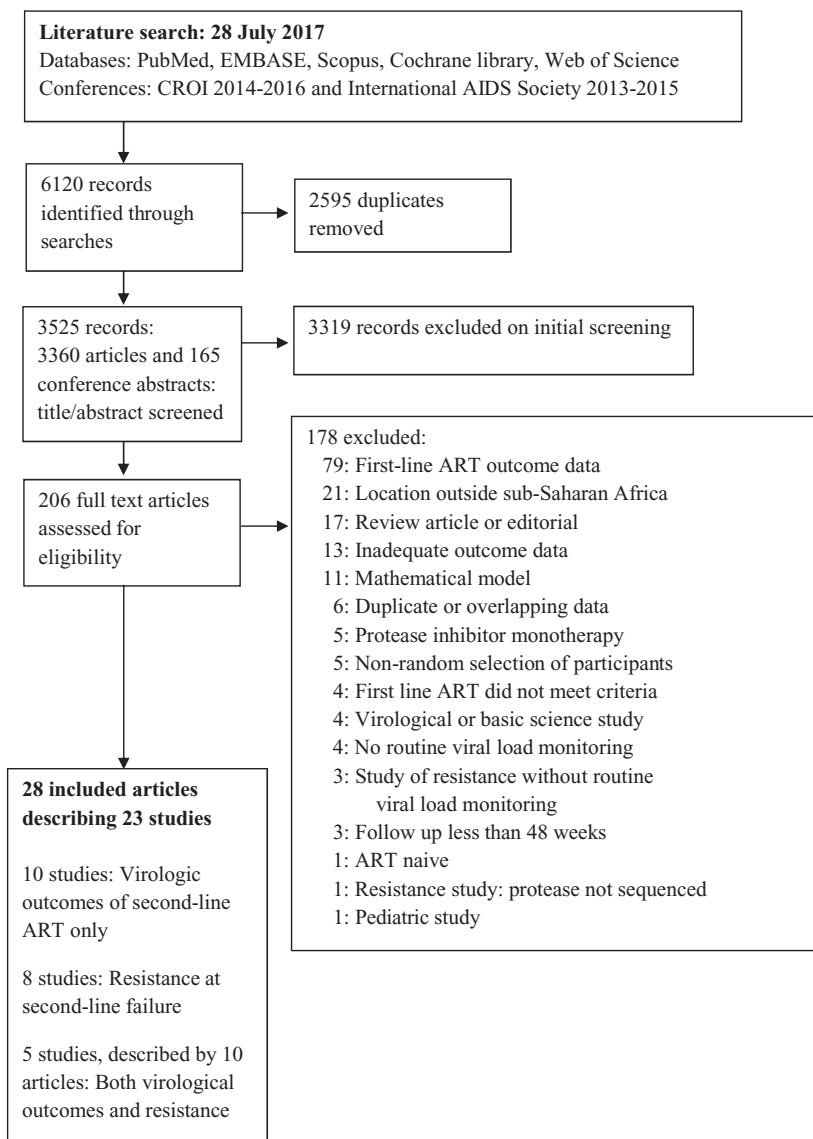 Literature search: 28 July 2017
Databases: PubMed, EMBASE, Scopus, Cochrane library, Web of Science
Conferences: CROI 2014-2016 and International AIDS Society 2013-2015
6120 records
identified through
searches
2595 duplicates
removed
3525 records:
3360 articles and 165
conference abstracts:
title/abstract screened
3319 records excluded on initial screening
206 full text articles
assessed for
eligibility
178 excluded:
79: First-line ART outcome data
21: Location outside sub-Saharan Africa
17: Review article or editorial
13: Inadequate outcome data
11: Mathematical model
6: Duplicate or overlapping data
5: Protease inhibitor monotherapy
5: Non-random selection of participants
4: First line ART did not meet criteria
4: Virological or basic science study
4: No routine viral load monitoring
3: Study of resistance without routine
viral load monitoring
3: Follow up less than 48 weeks
1: ART naive
1: Resistance study: protease not sequenced
1: Pediatric study
28 included articles
describing 23 studies
10 studies: Virologic
outcomes of second-line
ART only
8 studies: Resistance at
second-line failure
5 studies, described by 10
articles: Both virological
outcomes and resistance